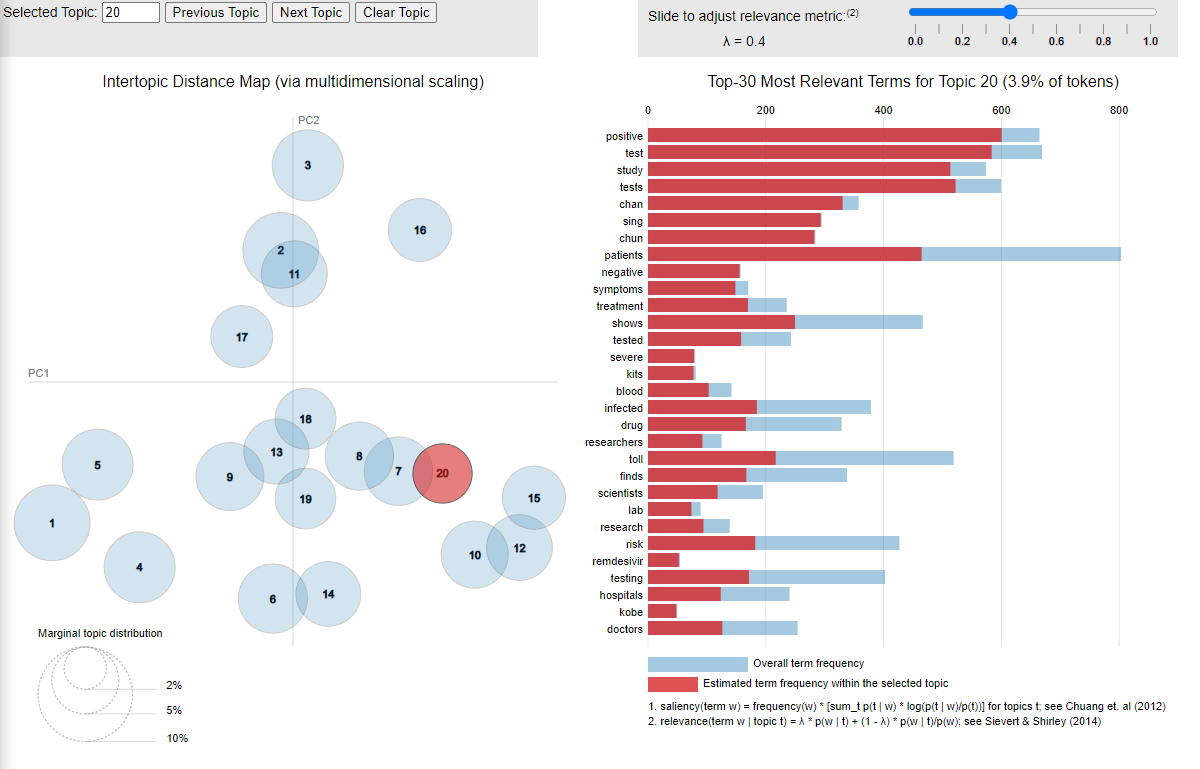 Selected Topic: 20 Previous Topic Next Topic Clear Topic
Slide to adjust relevance metric:(2)
λ = 0.4
0.0 0.2 0.4 0.6 0.8 1.0
Intertopic Distance Map (via multidimensional scaling)
PC2
3
16
2
11
17
PC1
18
13
8
5
9
7
20
19
15
1
12
10
4
14
6
Marginal topic distribution
2%
5%
10%
Top-30 Most Relevant Terms for Topic 20 (3.9% of tokens)
0 200 400 600 800
positive
test
study
tests
chan
sing
chun
patients
negative
symptoms
treatment
shows
tested
severe
kits
blood
infected
drug
researchers
toll
finds
scientists
lab
research
risk
remdesivir
testing
hospitals
kobe
doctors
Overall term frequency
Estimated term frequency within the selected topic
1. saliency(term w) = frequency(w) * [sum_t p(t | w) * log(p(t | w)/p(t))] for topics t; see Chuang et. al (2012)
2. relevance(term w | topic t) = λ * p(w | t) + (1 - λ) * p(w | t)/p(w); see Sievert & Shirley (2014)